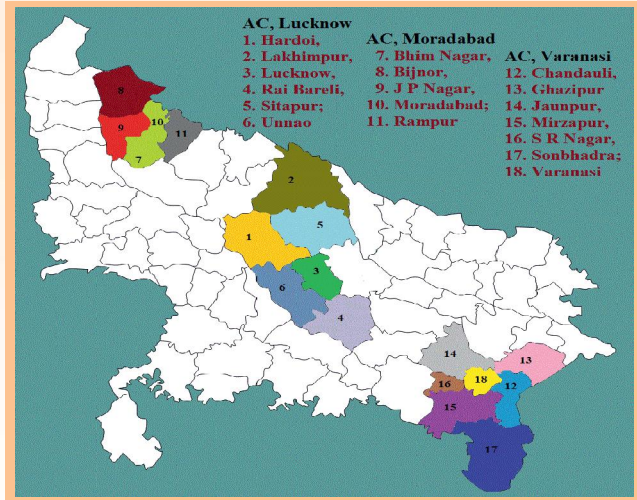 AC, Lucknow
1. Hardoi,
2. Lakhimpur,
3. Lucknow,
4. Rai Bareli,
5. Sitapur;
6. Unnao
AC, Moradabad
7. Bhim Nagar,
8. Bijnor,
9. J P Nagar,
10. Moradabad;
11. Rampur
AC, Varanasi
12. Chandauli,
13. Ghazipur
14. Jaunpur,
15. Mirzapur,
16. S R Nagar,
17. Sonbhadra;
18. Varanasi
8
9
10
11
7
2
1
5
3
6
4
14
13
16
18
12
15
17